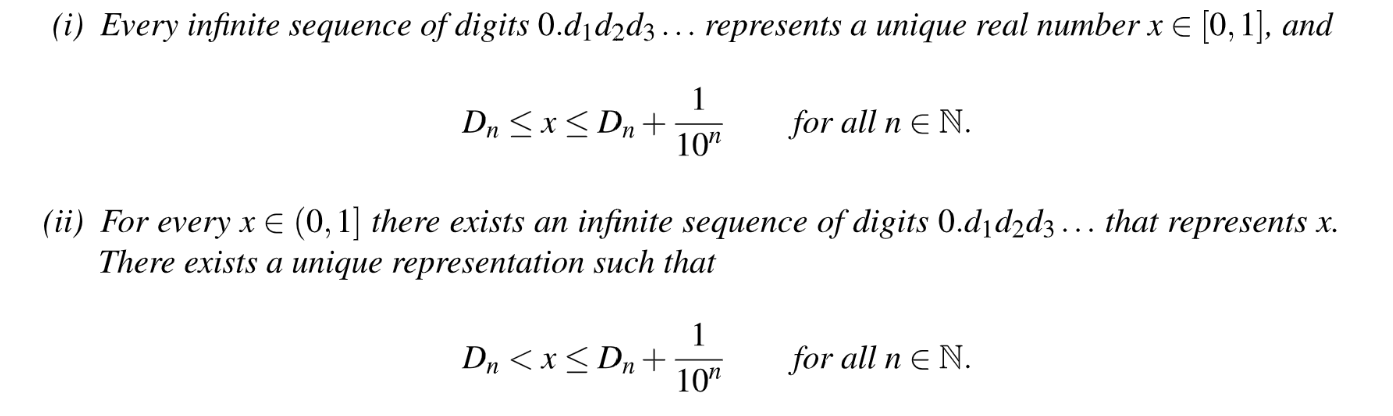 (i) Every infinite sequence of digits 0.d₁d₂d₃... represents a unique real number x ∈ [0,1], and
Dₙ ≤ x ≤ Dₙ + 1/10ⁿ for all n ∈ ℕ.
(ii) For every x ∈ (0,1] there exists an infinite sequence of digits 0.d₁d₂d₃... that represents x.
There exists a unique representation such that
Dₙ < x ≤ Dₙ + 1/10ⁿ for all n ∈ ℕ.